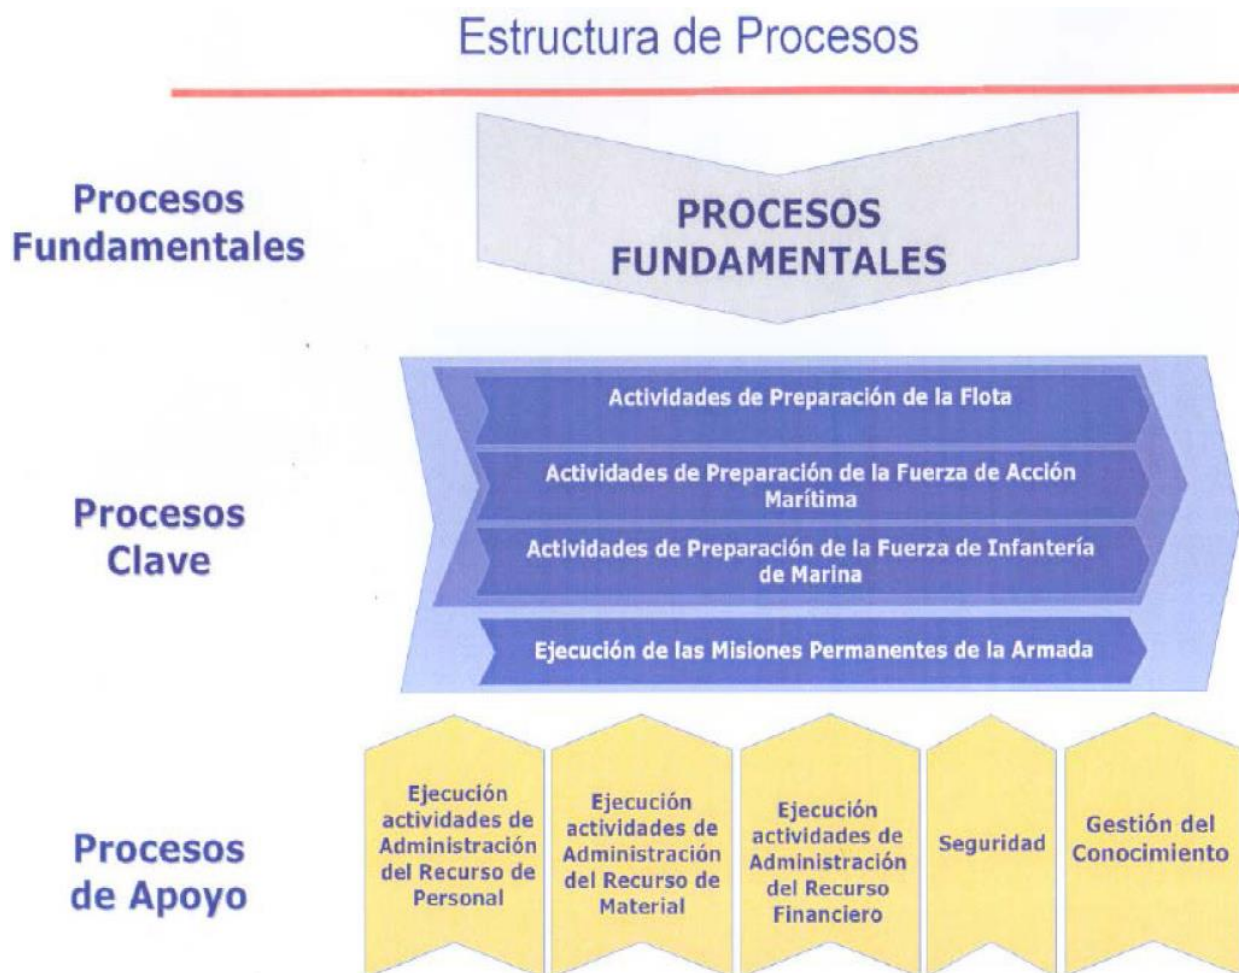 Estructura de Procesos
Procesos
Fundamentales
PROCESOS
FUNDAMENTALES
Procesos
Clave
Actividades de Preparación de la Flota
Actividades de Preparación de la Fuerza de Acción
Marítima
Actividades de Preparación de la Fuerza de Infantería
de Marina
Ejecución de las Misiones Permanentes de la Armada
Procesos
de Apoyo
Ejecución
actividades de
Administración
del Recurso de
Personal
Ejecución
actividades de
Administración
del Recurso de
Material
Ejecución
actividades de
Administración
del Recurso
Financiero
Seguridad
Gestión del
Conocimiento